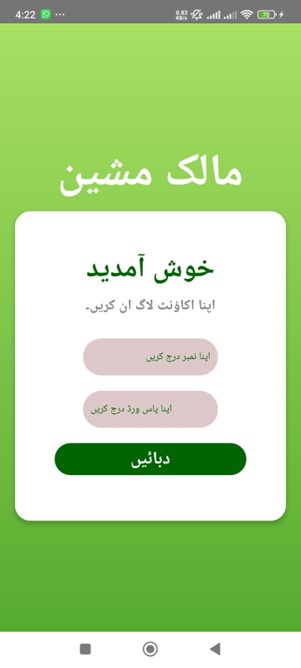 4:22 ...
0.83
KB/s
70
مالک مشین
خوش آمدید
اپنا اکاؤنٹ لاگ ان کریں۔
اپنا نمبر درج کریں
اپنا پاس ورڈ درج کریں
دبائیں